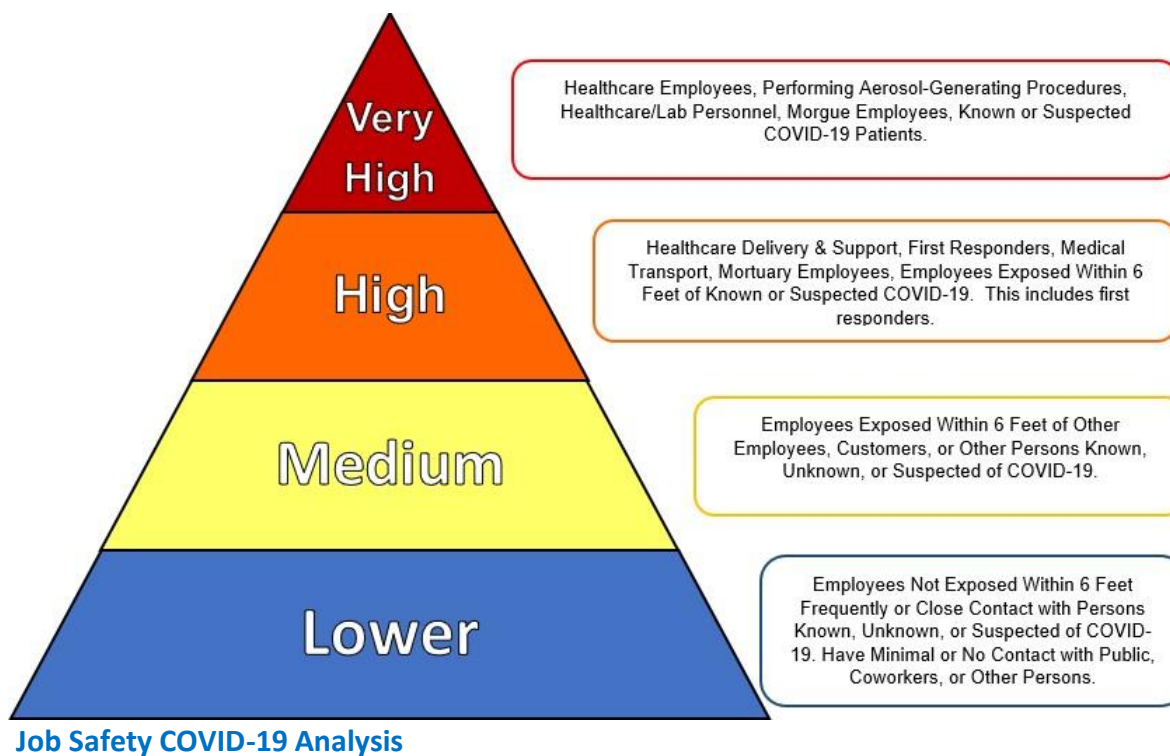 Very
High
Healthcare Employees, Performing Aerosol-Generating Procedures,
Healthcare/Lab Personnel, Morgue Employees, Known or Suspected
COVID-19 Patients.
High
Healthcare Delivery & Support, First Responders, Medical
Transport, Mortuary Employees, Employees Exposed Within 6
Feet of Known or Suspected COVID-19. This includes first
responders.
Medium
Employees Exposed Within 6 Feet of Other
Employees, Customers, or Other Persons Known,
Unknown, or Suspected of COVID-19.
Lower
Employees Not Exposed Within 6 Feet
Frequently or Close Contact with Persons
Known, Unknown, or Suspected of COVID-
19. Have Minimal or No Contact with Public,
Coworkers, or Other Persons.
Job Safety COVID-19 Analysis